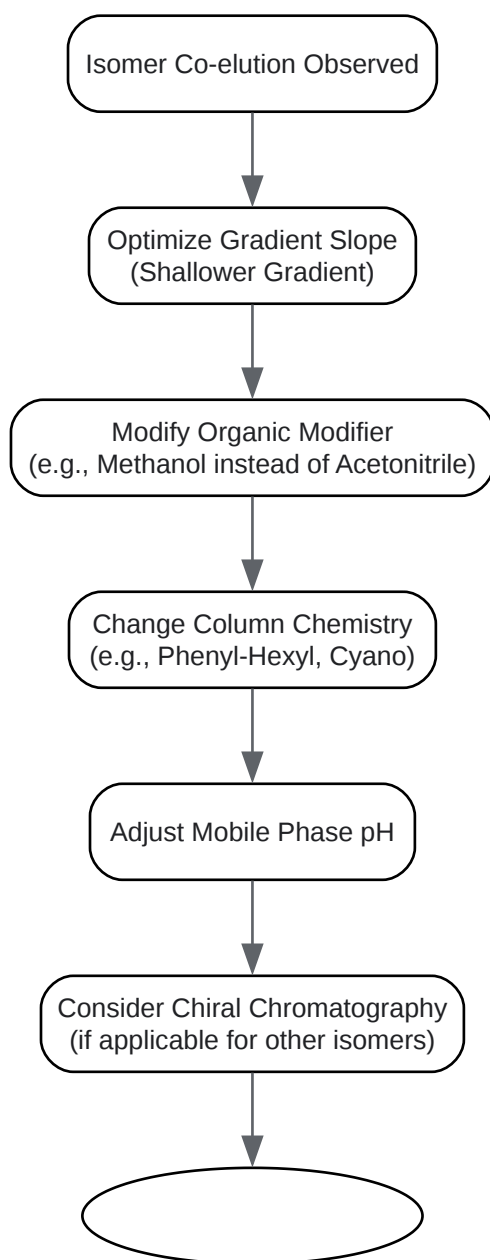 Isomer Co-elution Observed
Optimize Gradient Slope
(Shallower Gradient)
Modify Organic Modifier
(e.g., Methanol instead of Acetonitrile)
Change Column Chemistry
(e.g., Phenyl-Hexyl, Cyano)
Adjust Mobile Phase pH
Consider Chiral Chromatography
(if applicable for other isomers)